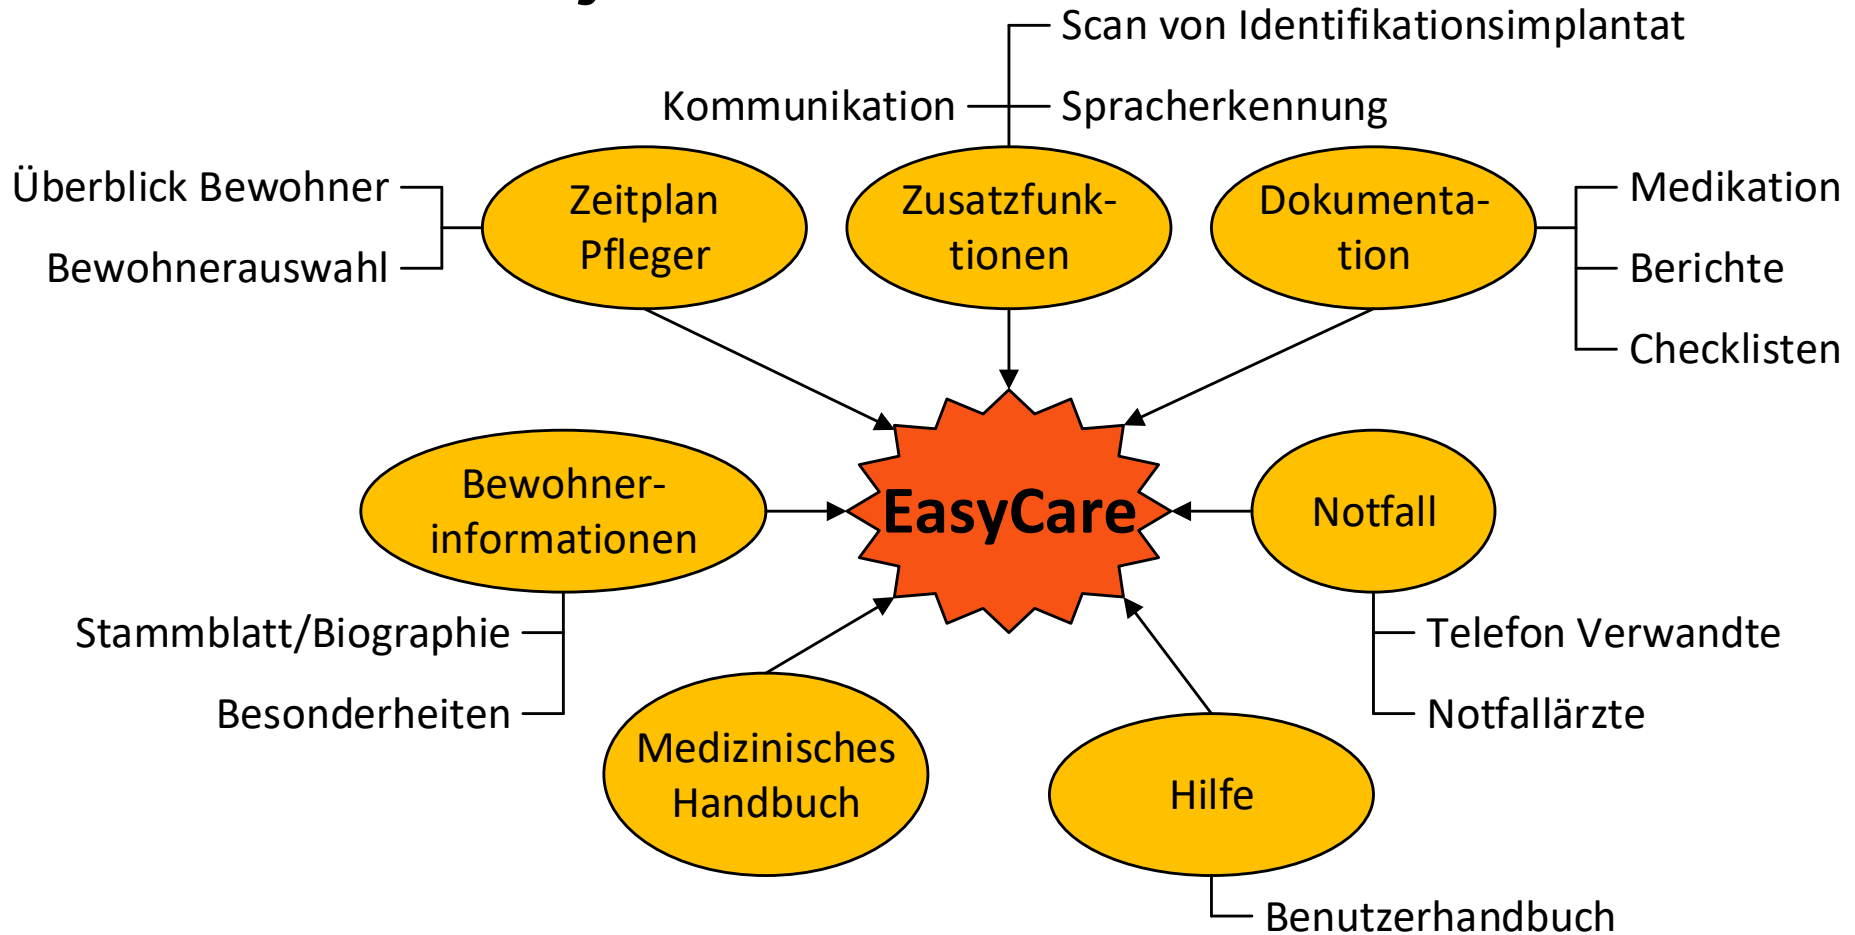 Scan von Identifikationsimplantat
Kommunikation
Spracherkennung
Überblick Bewohner
Bewohnerauswahl
Zeitplan
Pfleger
Zusatzfunk-
tionen
Dokumenta-
tion
Medikation
Berichte
Checklisten
Bewohner-
informationen
EasyCare
Notfall
Stammblatt/Biographie
Besonderheiten
Telefon Verwandte
Notfallärzte
Medizinisches
Handbuch
Hilfe
Benutzerhandbuch